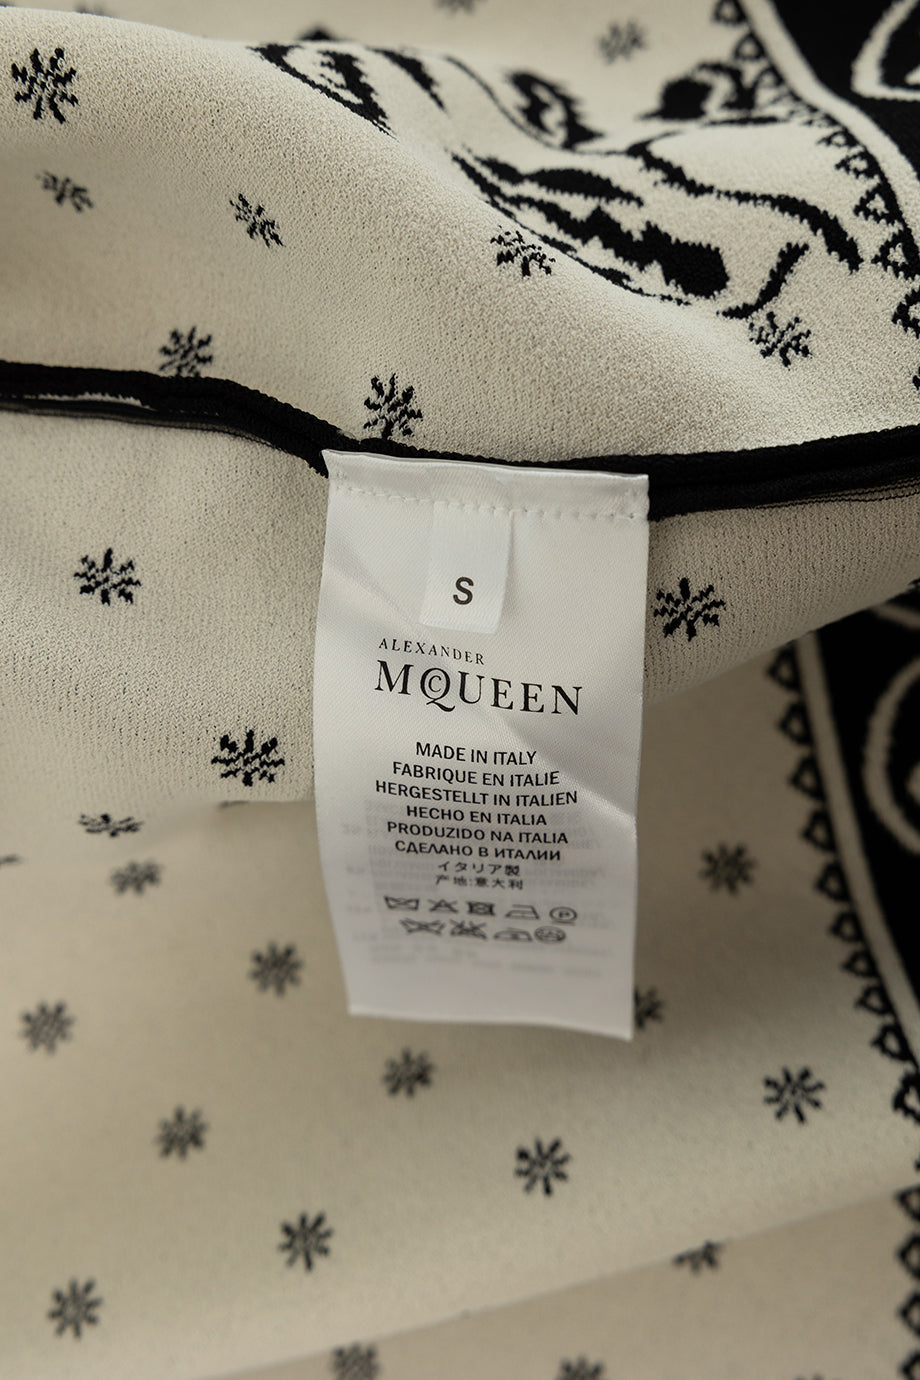 S
ALEXANDER
MCQUEEN
MADE IN ITALY
FABRIQUE EN ITALIE
HERGESTELLT IN ITALIEN
HECHO EN ITALIA
PRODUZIDO NA ITALIA
СДЕЛАНО В ИТАЛИИ
イタリア製
产地:意大利
P